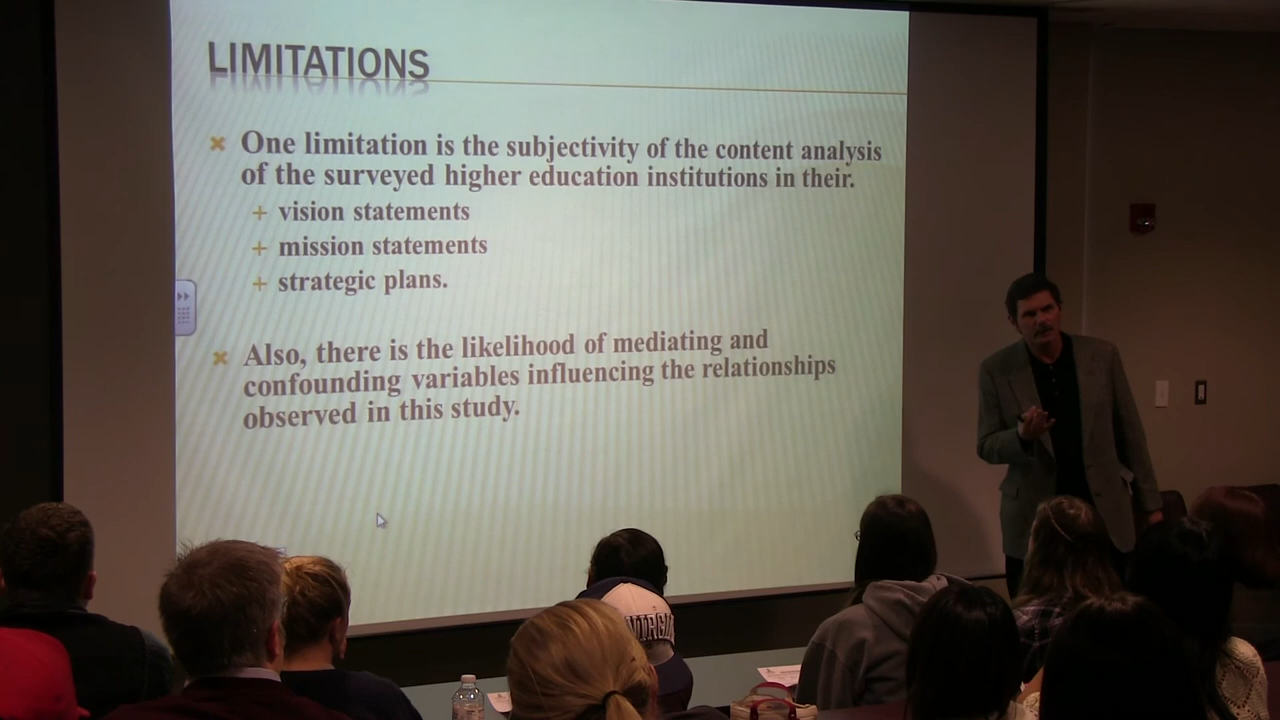 LIMITATIONS
One limitation is the subjectivity of the content analysis
of the surveyed higher education institutions in their.
+ vision statements
+ mission statements
+ strategic plans.
Also, there is the likelihood of mediating and
confounding variables influencing the relationships
observed in this study.